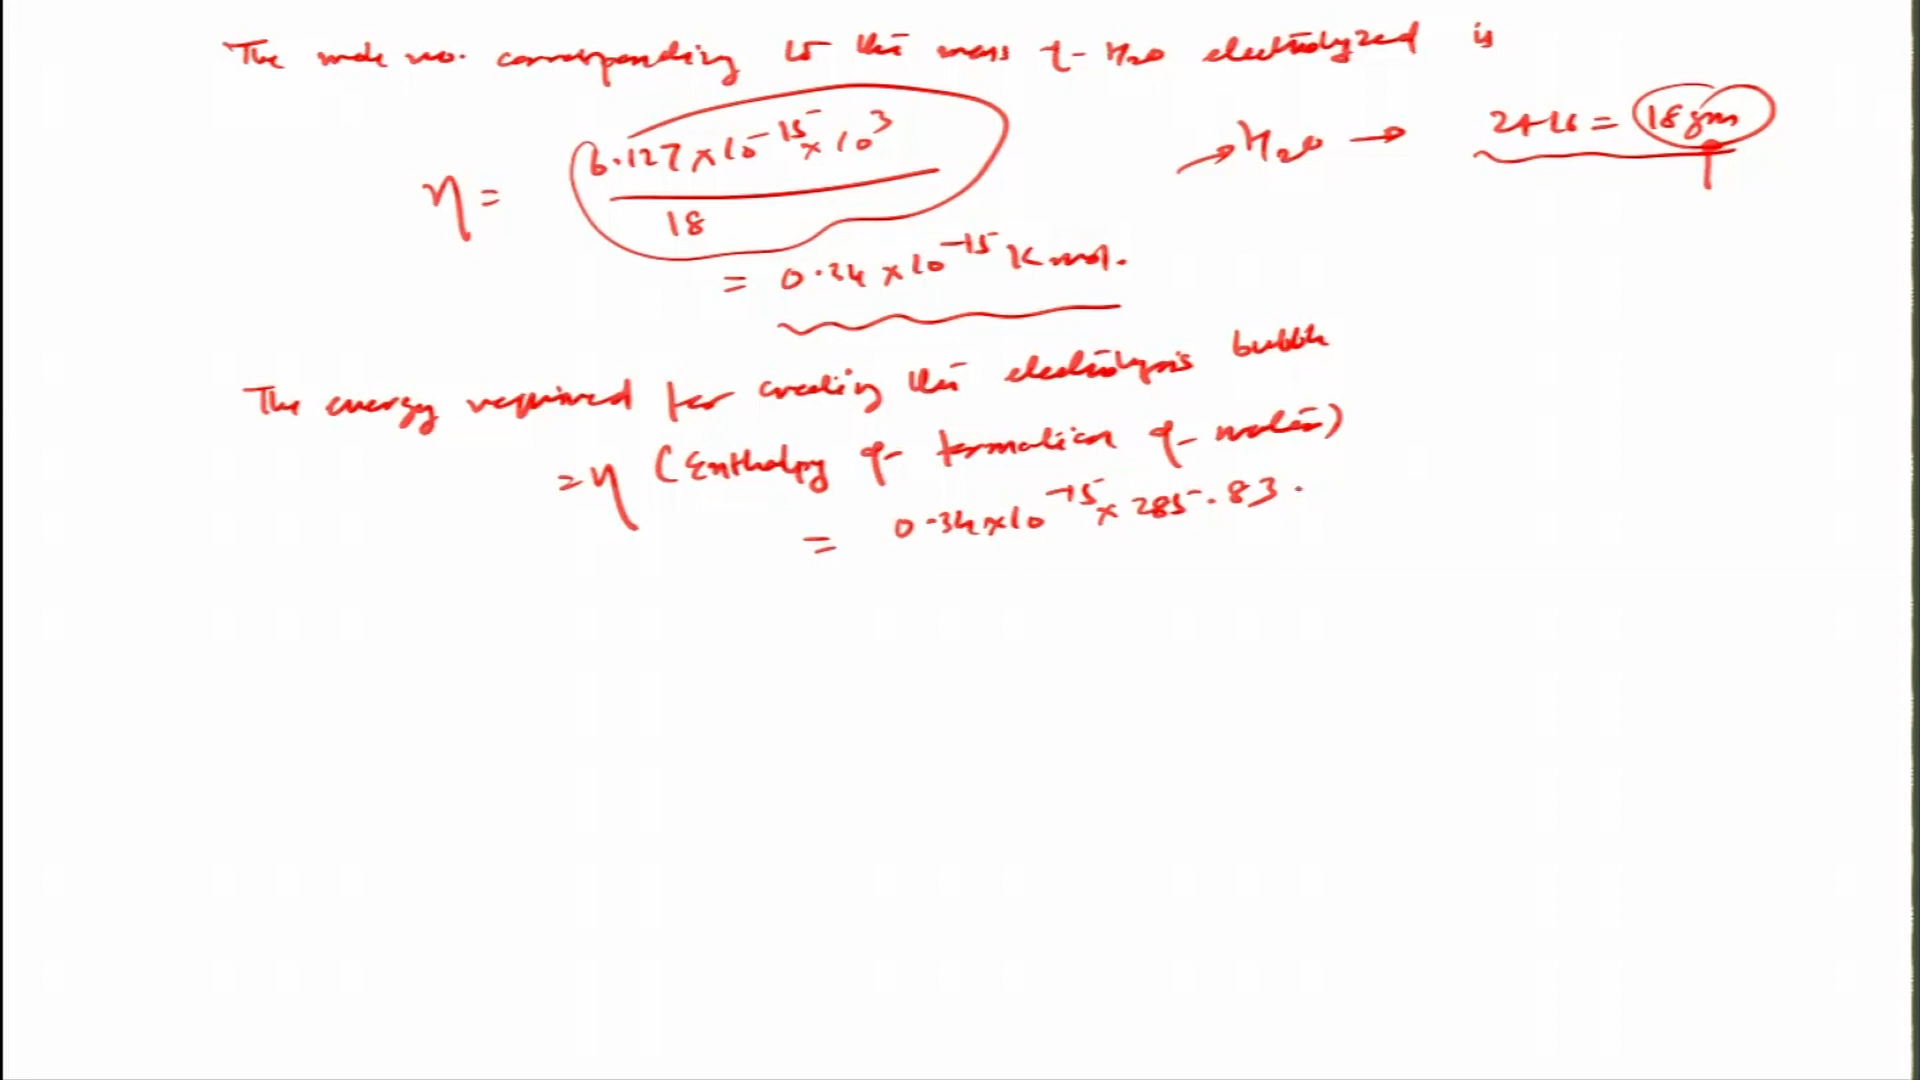 The mole no. corresponding to the mass of H₂O electrolyzed is
η = 6.127 × 10⁻¹⁵ × 10³ / 18
→ H₂O → 2+16 = 18 gm
= 0.34 × 10⁻¹⁵ K mol.
The energy required for creating the electrolysis bubble
= η (Enthalpy of formation of water)
= 0.34 × 10⁻¹⁵ × 285.83.